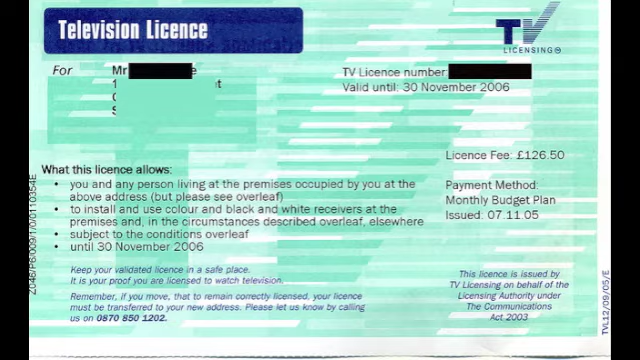 Television Licence
TV
LICENSING
For
Mr
TV Licence number:
Valid until: 30 November 2006
Licence Fee: £126.50
What this licence allows:
• you and any person living at the premises occupied by you at the
above address (but please see overleaf)
• to install and use colour and black and white receivers at the
premises and, in the circumstances described overleaf, elsewhere
• subject to the conditions overleaf
• until 30 November 2006
Payment Method:
Monthly Budget Plan
Issued: 07.11.05
Keep your validated licence in a safe place.
It is your proof you are licensed to watch television.
Remember, if you move, that to remain correctly licensed, your licence
must be transferred to your new address. Please let us know by calling
us on 0870 850 1202.
This licence is issued by
TV Licensing on behalf of the
Licensing Authority under
The Communications
Act 2003
Z046/P6/009/1/0/0110354E
TVL12/09/05/E